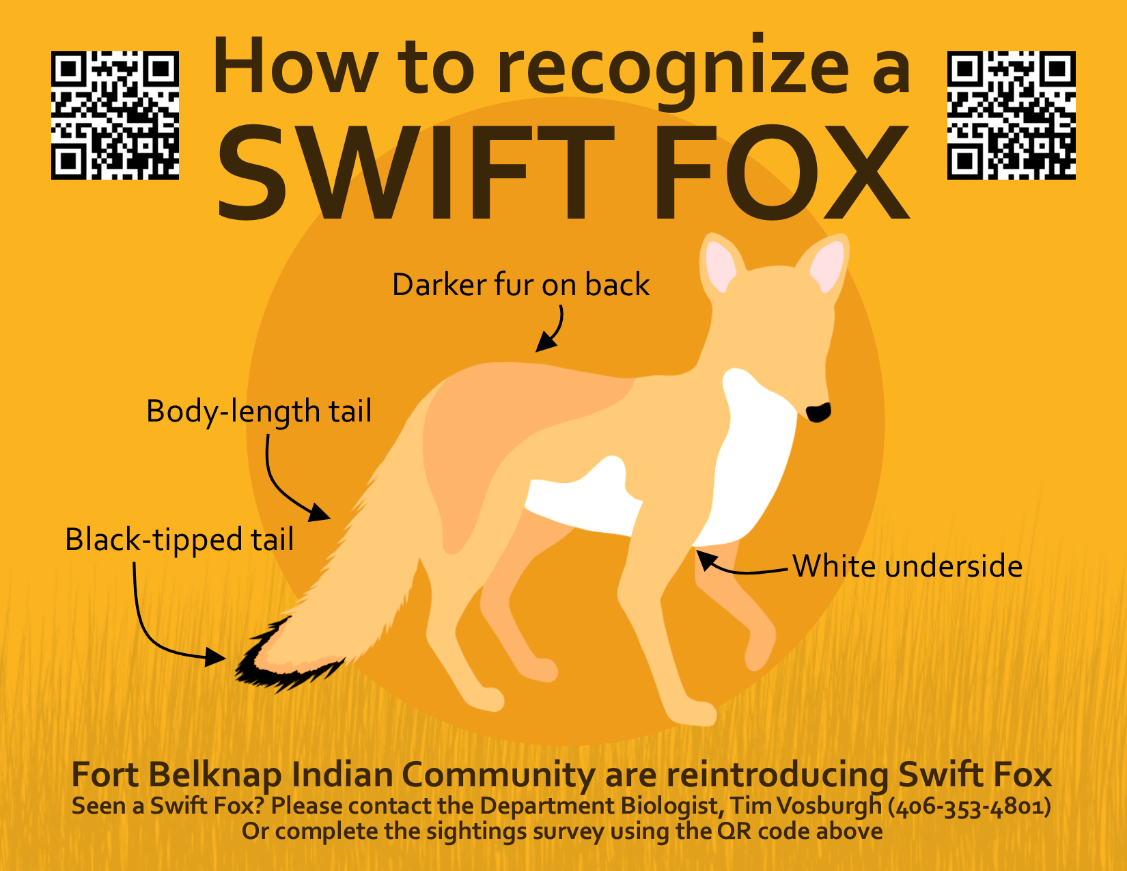 How to recognize a
SWIFT FOX
Darker fur on back
Body-length tail
Black-tipped tail
White underside
Fort Belknap Indian Community are reintroducing Swift Fox
Seen a Swift Fox? Please contact the Department Biologist, Tim Vosburgh (406-353-4801)
Or complete the sightings survey using the QR code above